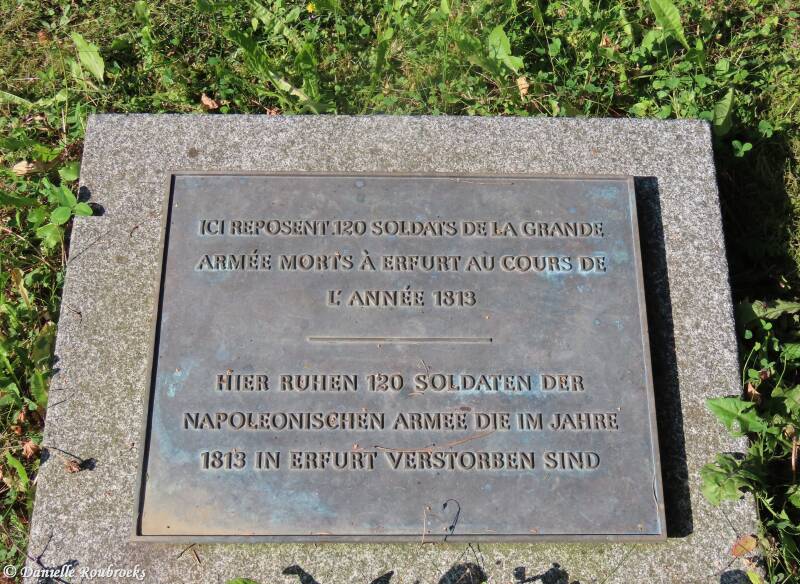 ICI REPOSENT 120 SOLDATS DE LA GRANDE
ARMÉE MORTS À ERFURT AU COURS DE
L'ANNÉE 1813
HIER RUHEN 120 SOLDATEN DER
NAPOLEONISCHEN ARMEE DIE IM JAHRE
1813 IN ERFURT VERSTORBEN SIND
© Danielle Roubroeks